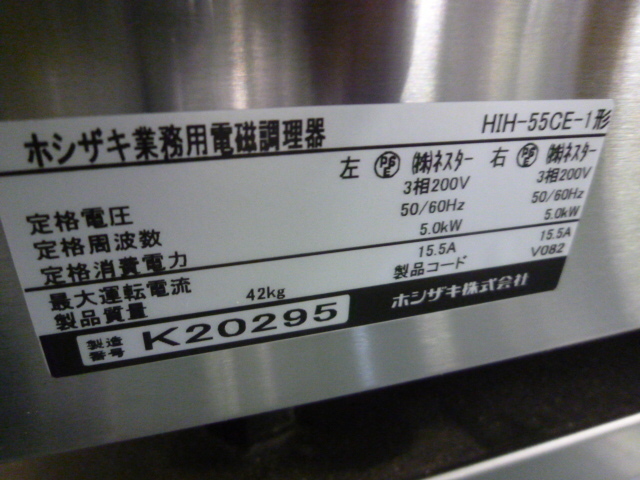 ホシザキ業務用電磁調理器 HIH-55CE-1形
左 PSE ㈱ネスター 右 PSE ㈱ネスター
定格電圧 3相200V 3相200V
定格周波数 50/60Hz 50/60Hz
定格消費電力 5.0kW 5.0kW
最大運転電流 15.5A 15.5A
製品質量 42kg 製品コード V082
製造番号 K20295 ホシザキ株式会社